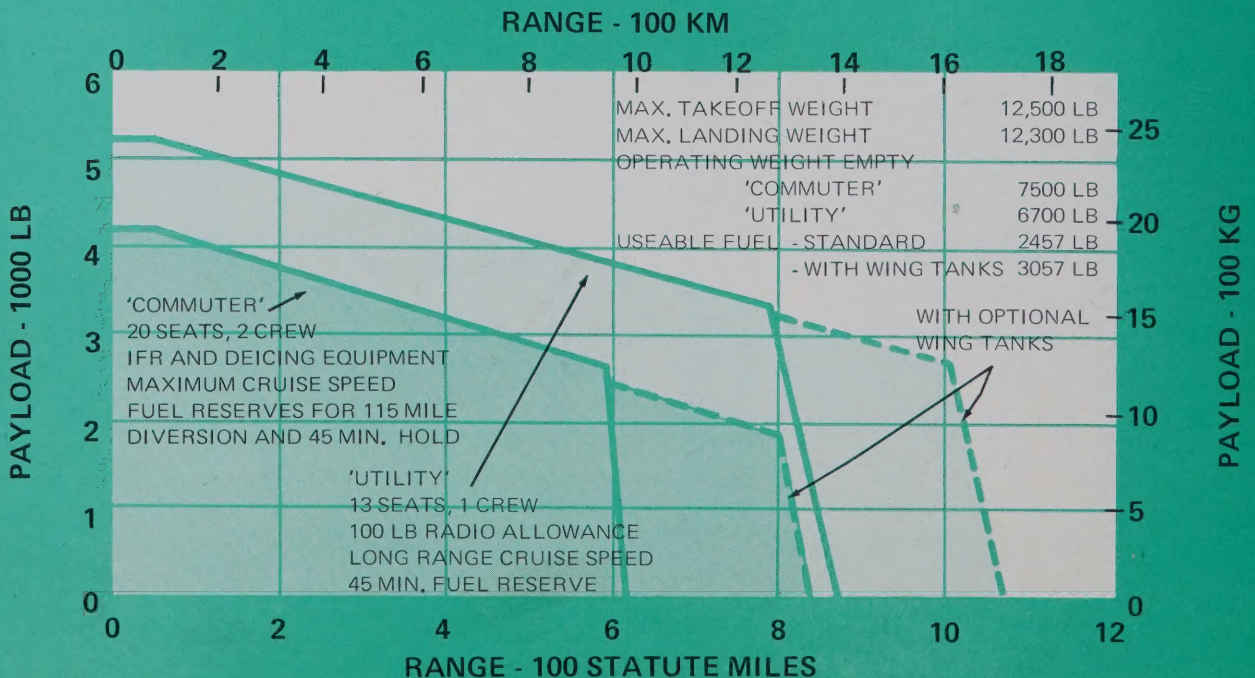 RANGE - 100 KM
0 2 4 6 8 10 12 14 16 18
6
5
4
3
2
1
0
PAYLOAD - 1000 LB
MAX. TAKEOFF WEIGHT 12,500 LB
MAX. LANDING WEIGHT 12,300 LB
OPERATING WEIGHT EMPTY
'COMMUTER' 7500 LB
'UTILITY' 6700 LB
USEABLE FUEL - STANDARD 2457 LB
- WITH WING TANKS 3057 LB
'COMMUTER'
20 SEATS, 2 CREW
IFR AND DEICING EQUIPMENT
MAXIMUM CRUISE SPEED
FUEL RESERVES FOR 115 MILE
DIVERSION AND 45 MIN. HOLD
WITH OPTIONAL
WING TANKS
'UTILITY'
13 SEATS, 1 CREW
100 LB RADIO ALLOWANCE
LONG RANGE CRUISE SPEED
45 MIN. FUEL RESERVE
25
20
15
10
5
0
PAYLOAD - 100 KG
0 2 4 6 8 10 12
RANGE - 100 STATUTE MILES